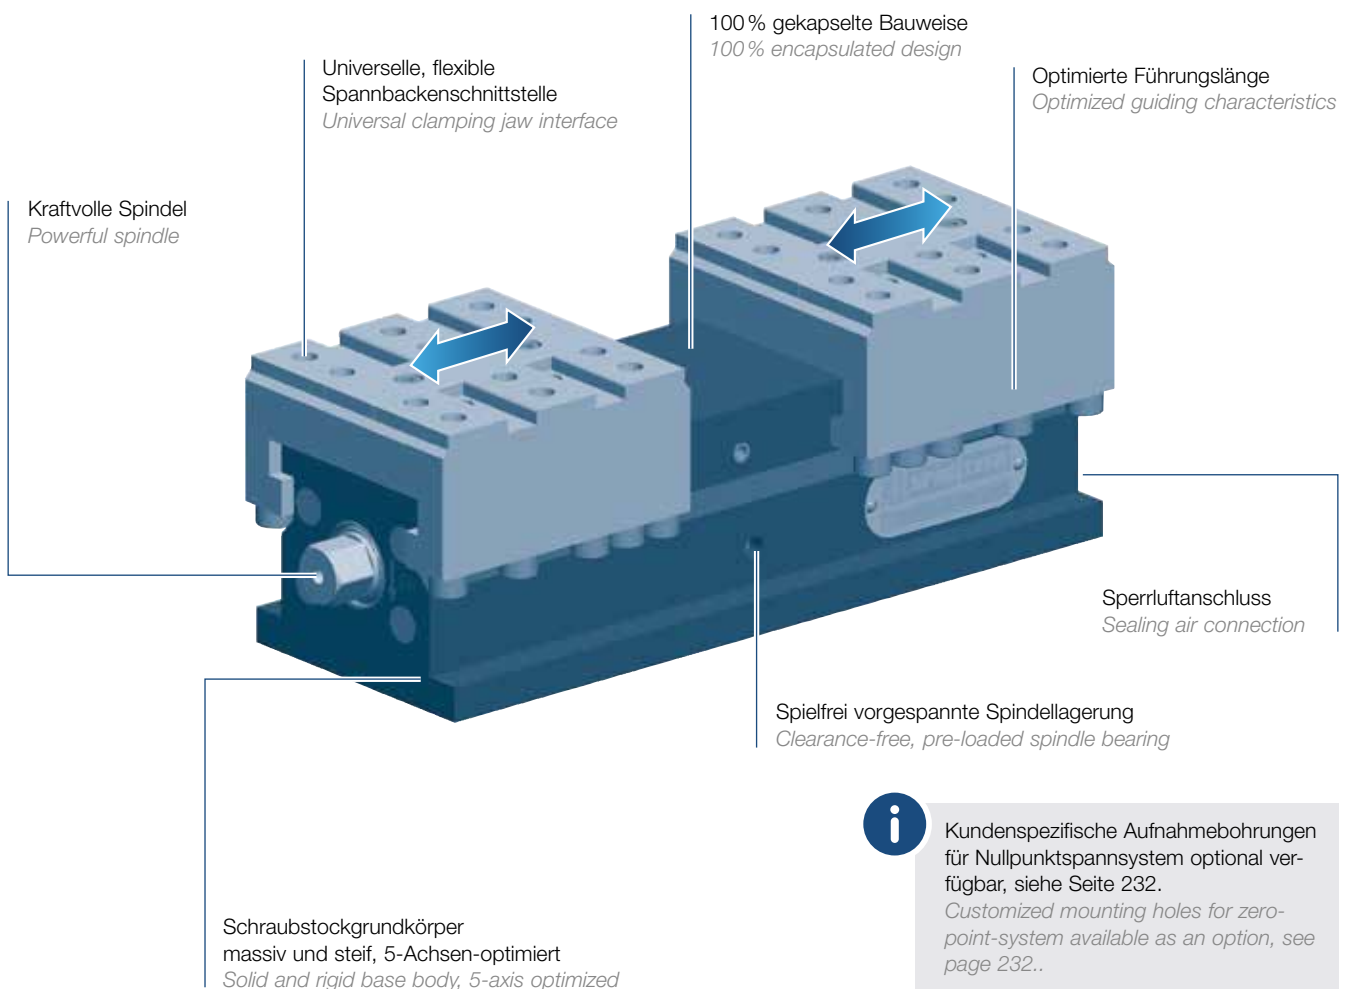 100 % gekapselte Bauweise
100 % encapsulated design
Universelle, flexible
Spannbackenschnittstelle
Universal clamping jaw interface
Optimierte Führungslänge
Optimized guiding characteristics
Kraftvolle Spindel
Powerful spindle
Sperrluftanschluss
Sealing air connection
Spielfrei vorgespannte Spindellagerung
Clearance-free, pre-loaded spindle bearing
i
Kundenspezifische Aufnahmebohrungen
für Nullpunktspannsystem optional ver-
fügbar, siehe Seite 232.
Customized mounting holes for zero-
point-system available as an option, see
page 232..
Schraubstockgrundkörper
massiv und steif, 5-Achsen-optimiert
Solid and rigid base body, 5-axis optimized